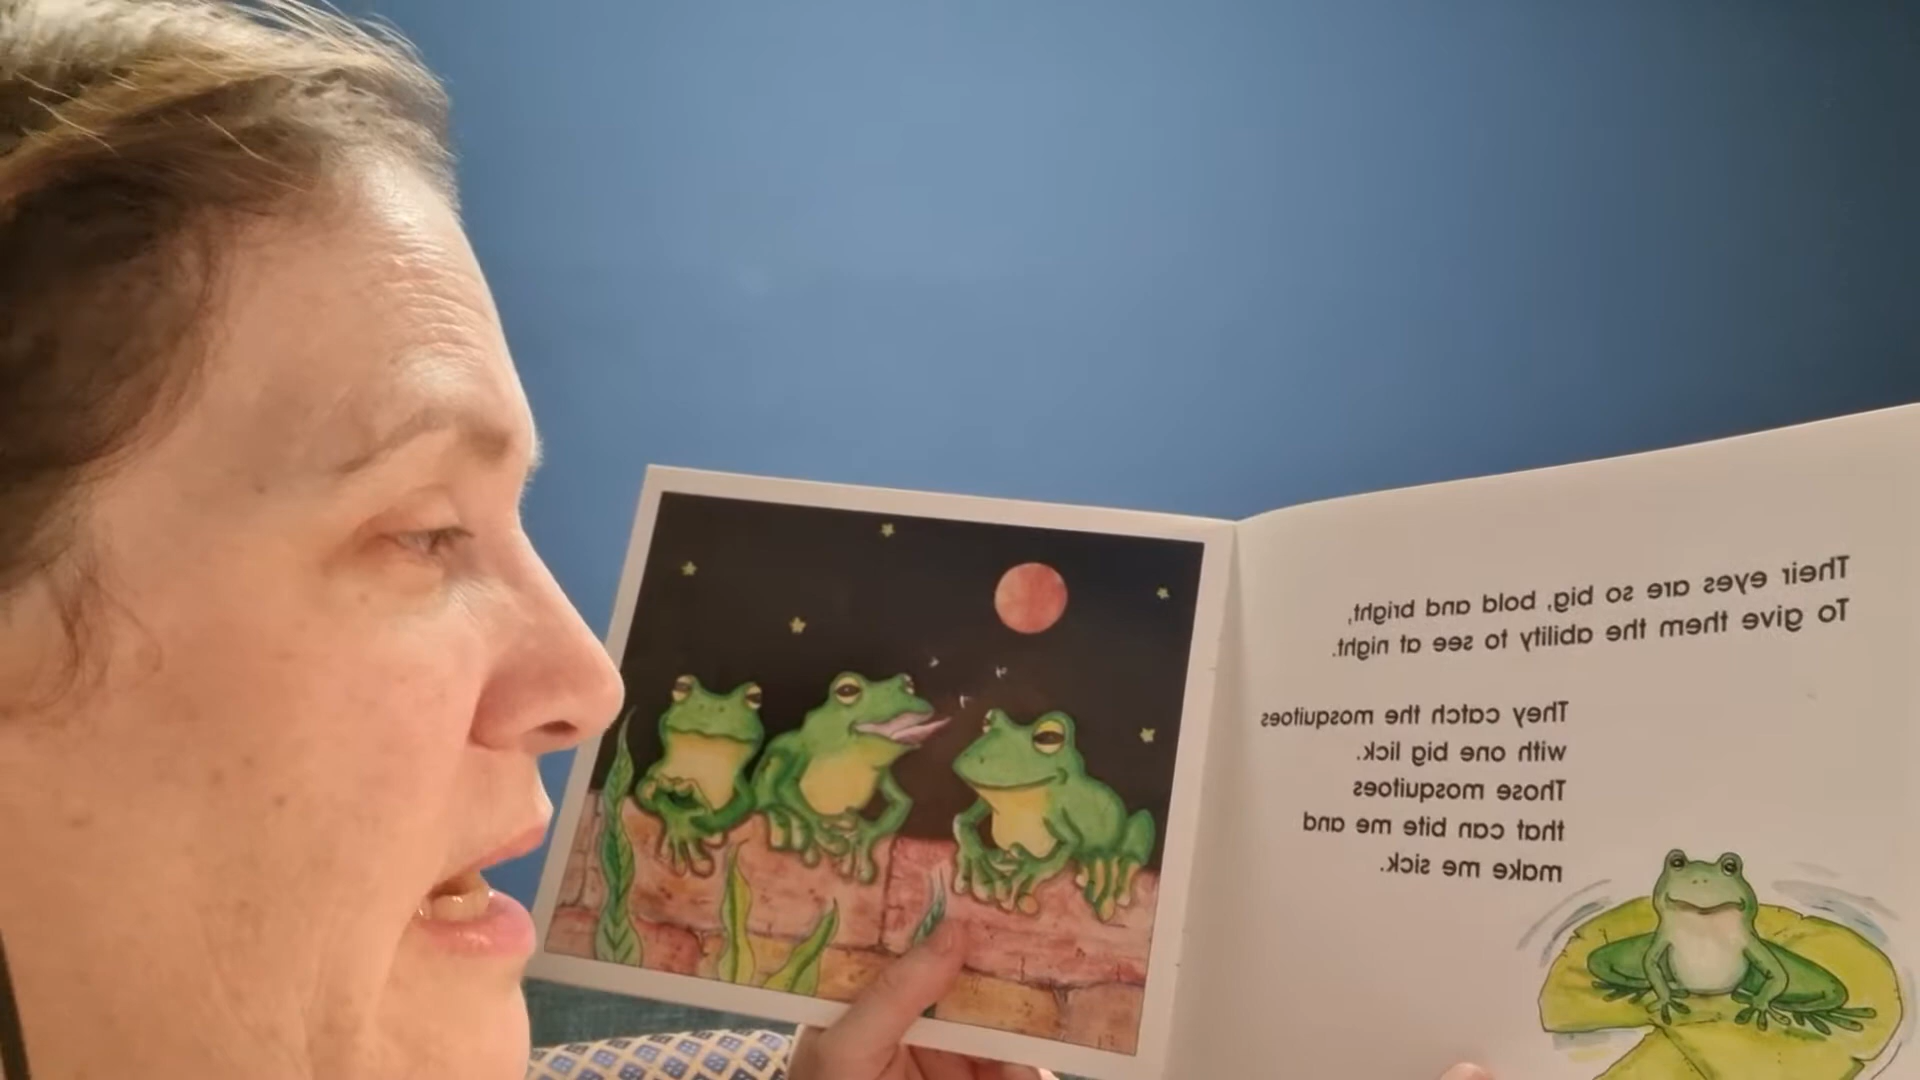 Their eyes are so big, bold and bright,
To give them the ability to see at night.
They catch the mosquitoes
with one big lick.
Those mosquitoes
that can bite me and
make me sick.